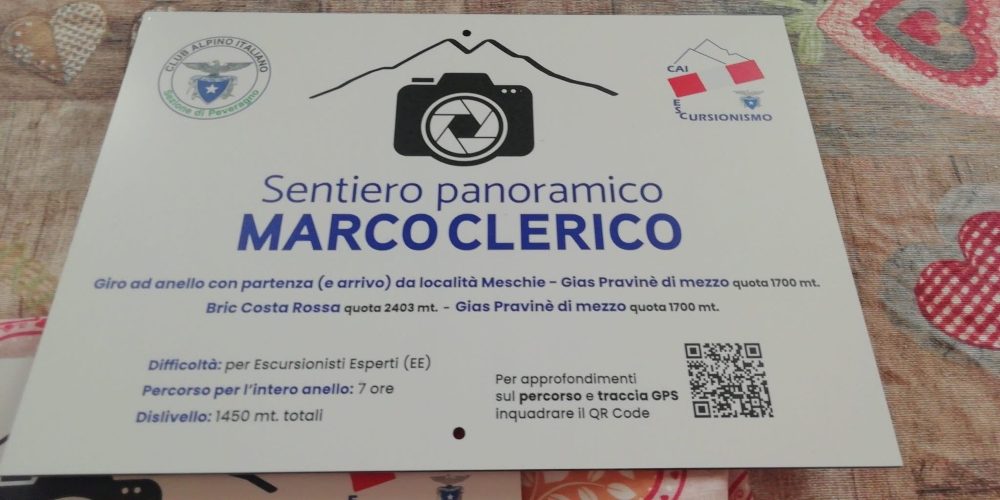 CLUB ALPINO ITALIANO
Sezione di Peveragno
CAI
ESCURSIONISMO
Sentiero panoramico
MARCO CLERICO
Giro ad anello con partenza (e arrivo) da località Meschie - Gias Pravinè di mezzo quota 1700 mt.
Bric Costa Rossa quota 2403 mt. - Gias Pravinè di mezzo quota 1700 mt.
Difficoltà: per Escursionisti Esperti (EE)
Percorso per l'intero anello: 7 ore
Dislivello: 1450 mt. totali
Per approfondimenti
sul percorso e traccia GPS
inquadrare il QR Code